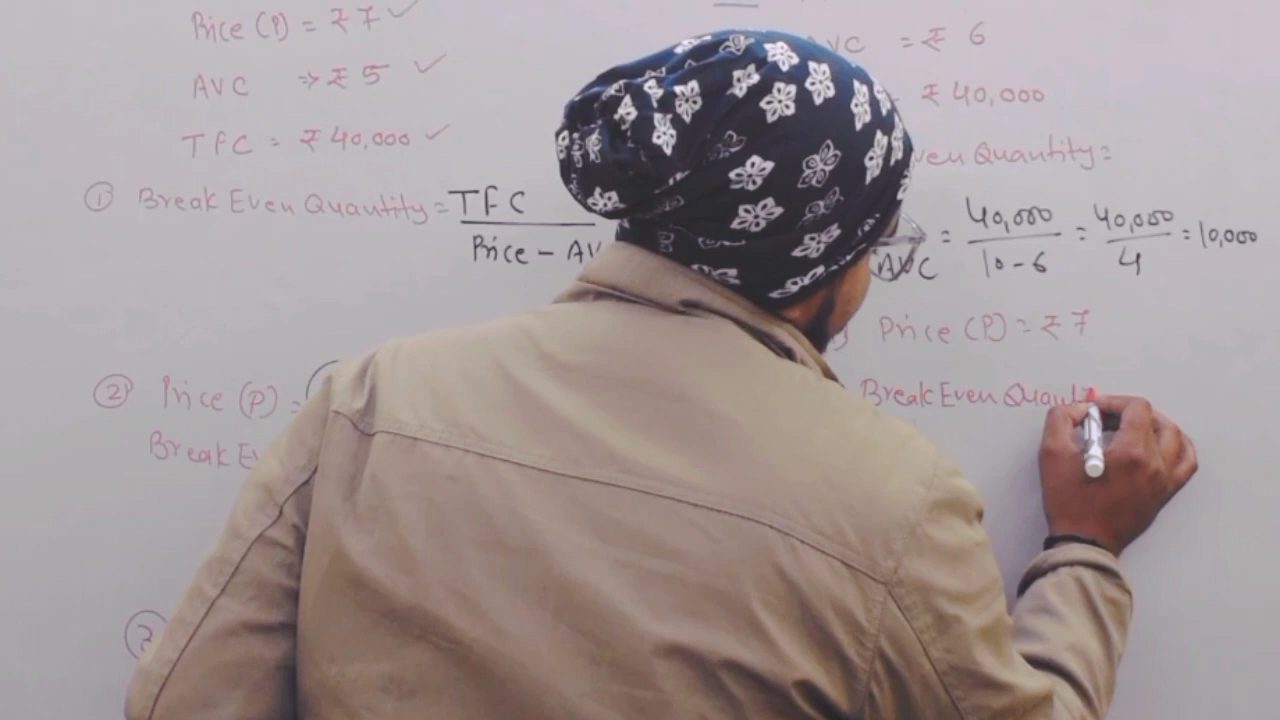 Price (P) = ₹ 7 ✓
AVC ⇒ ₹ 5 ✓
TFC = ₹ 40,000 ✓
① Break Even Quantity = TFC
Price - AV
② Price (P) =
Break Ev
VC = ₹ 6
₹ 40,000
ven Quantity =
AVC = 40,000 / 10-6 = 40,000 / 4 = 10,000
Price (P) = ₹ 7
Break Even Quant